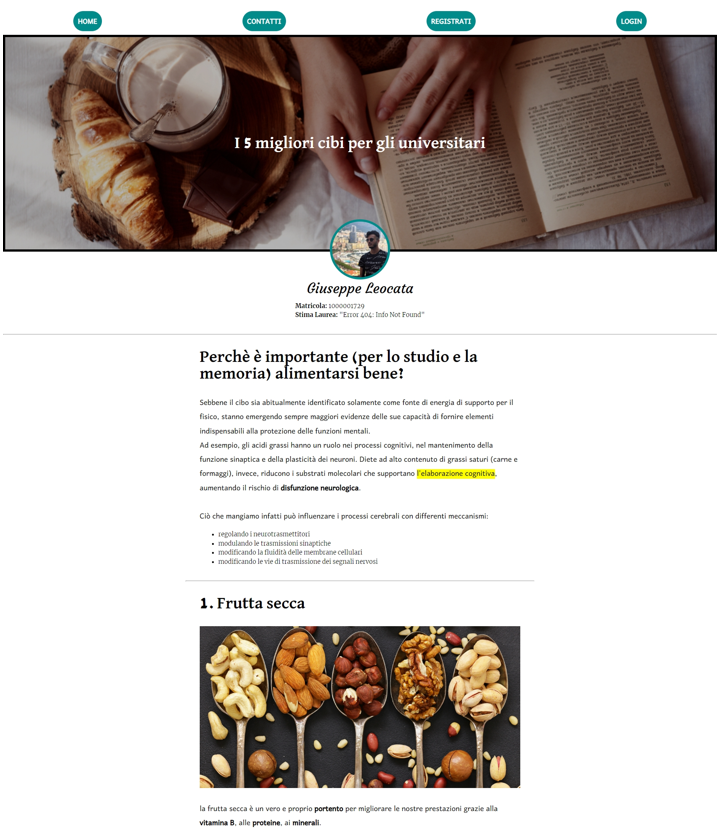 HOME
CONTATTI
REGISTRATI
LOGIN
I 5 migliori cibi per gli universitari
Giuseppe Leocata
Matricola: 1000001729
Stima Laurea: "Error 404: Info Not Found"
Perchè è importante (per lo studio e la
memoria) alimentarsi bene?
Sebbene il cibo sia abitualmente identificato solamente come fonte di energia di supporto per il
fisico, stanno emergendo sempre maggiori evidenze delle sue capacità di fornire elementi
indispensabili alla protezione delle funzioni mentali.
Ad esempio, gli acidi grassi hanno un ruolo nei processi cognitivi, nel mantenimento della
funzione sinaptica e della plasticità dei neuroni. Diete ad alto contenuto di grassi saturi (carne e
formaggi), invece, riducono i substrati molecolari che supportano l'elaborazione cognitiva,
aumentando il rischio di disfunzione neurologica.
Ciò che mangiamo infatti può influenzare i processi cerebrali con differenti meccanismi:
regolando i neurotrasmettitori
modulando le trasmissioni sinaptiche
modificando la fluidità delle membrane cellulari
modificando le vie di trasmissione dei segnali nervosi
1. Frutta secca
la frutta secca è un vero e proprio portento per migliorare le nostre prestazioni grazie alla
vitamina B, alle proteine, ai minerali.